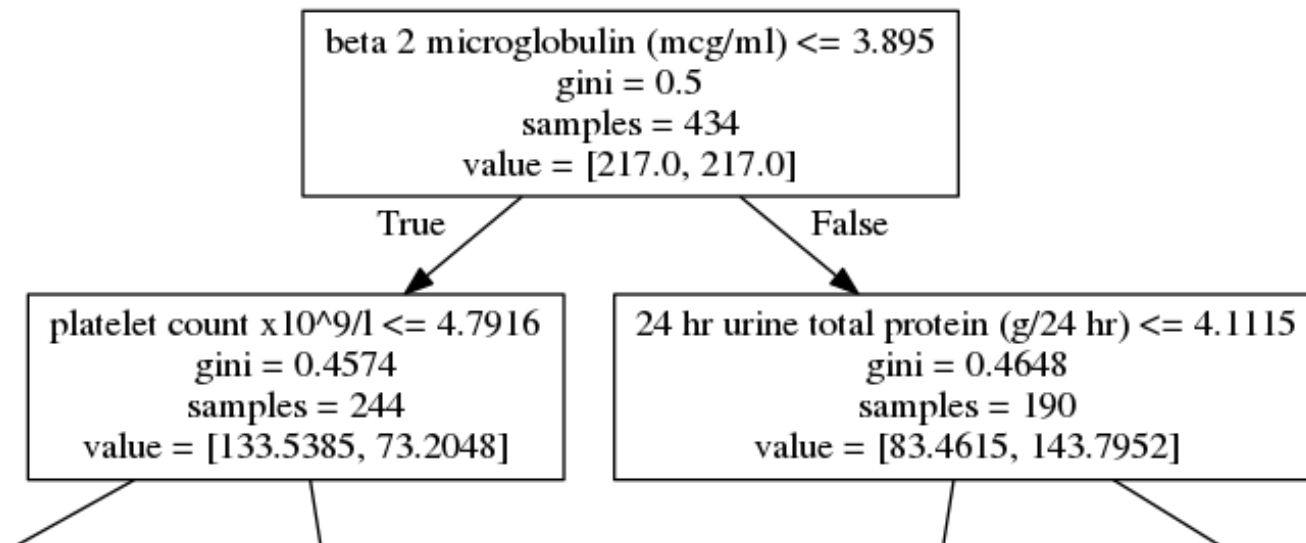 beta 2 microglobulin (mcg/ml) <= 3.895
gini = 0.5
samples = 434
value = [217.0, 217.0]
True
False
platelet count x10^9/l <= 4.7916
gini = 0.4574
samples = 244
value = [133.5385, 73.2048]
24 hr urine total protein (g/24 hr) <= 4.1115
gini = 0.4648
samples = 190
value = [83.4615, 143.7952]